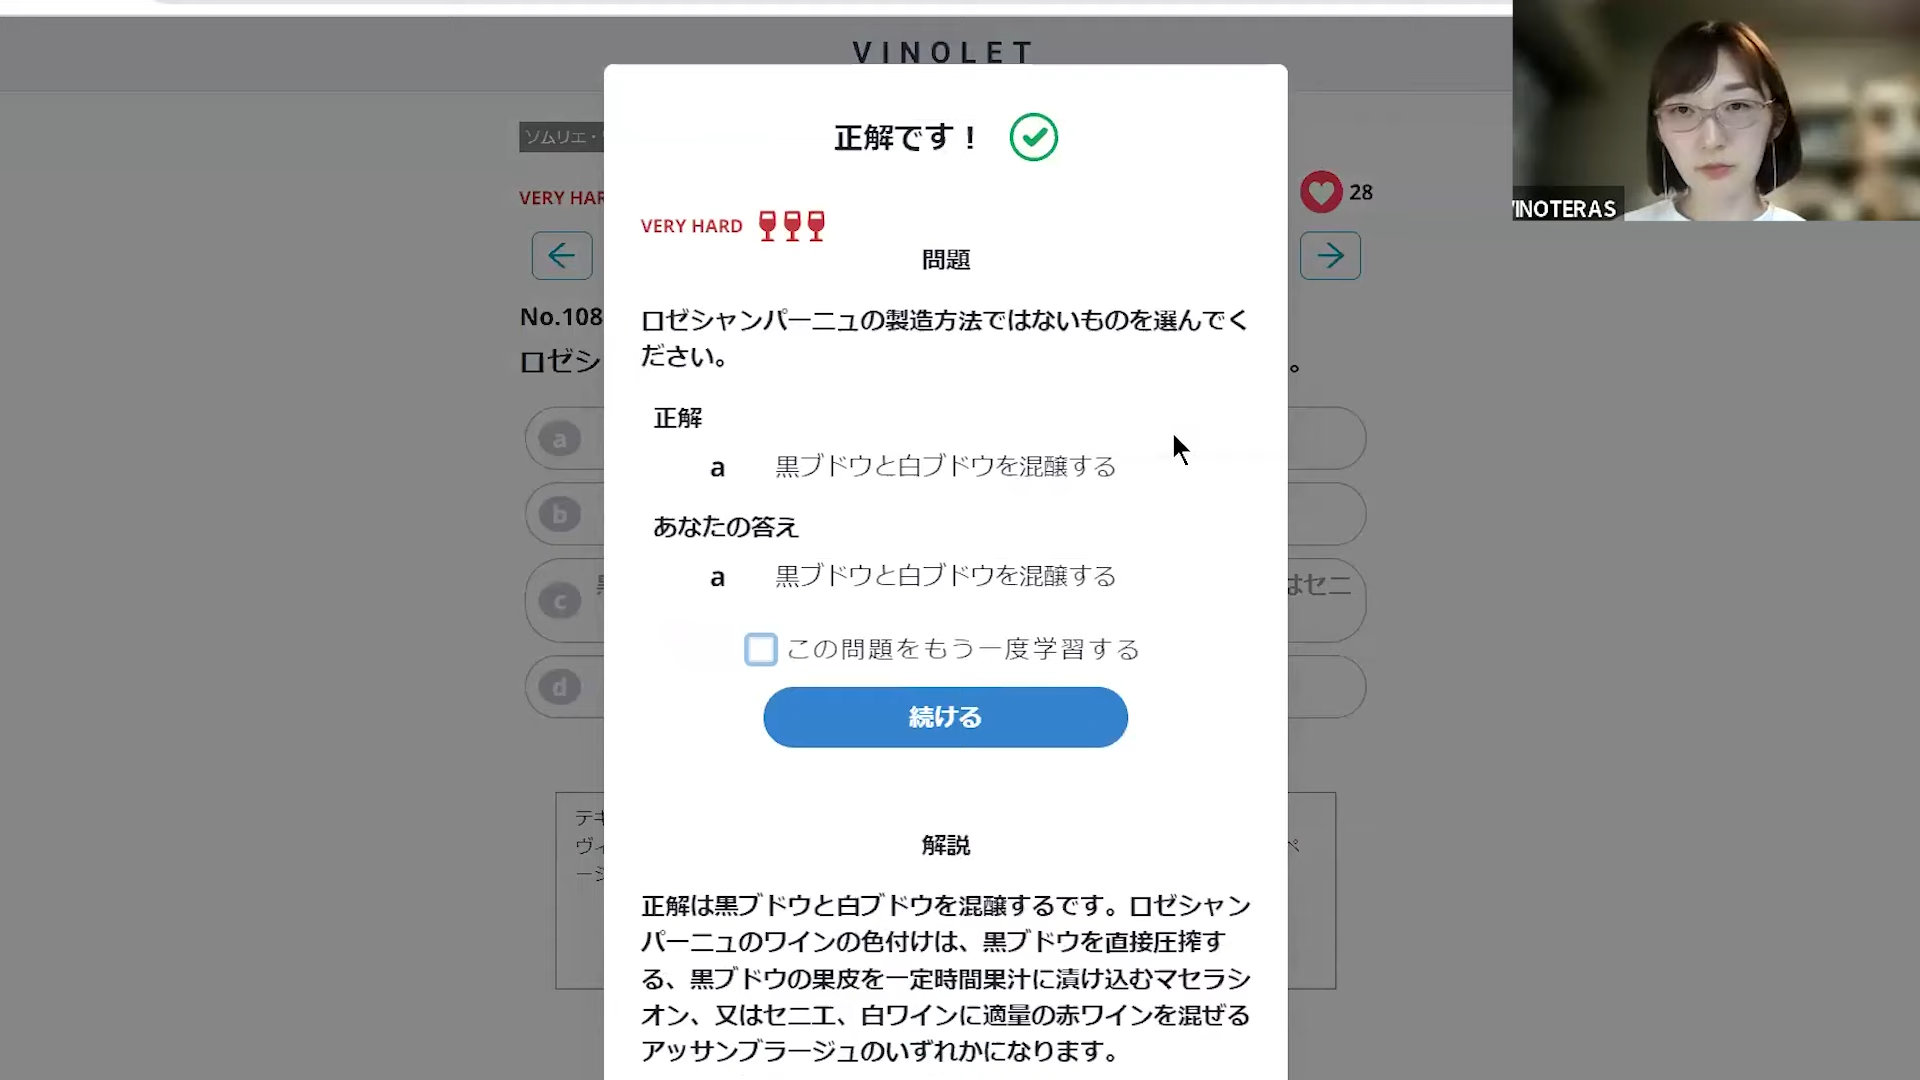 VINOLET
正解です！
ソムリエ・
VERY HAR
28
VINOTERAS
VERY HARD
問題
No.108
ロゼシャンパーニュの製造方法ではないものを選んでく
ださい。
ロゼシ
。
正解
a
a 黒ブドウと白ブドウを混醸する
b
あなたの答え
a 黒ブドウと白ブドウを混醸する
c
はセニ
この問題をもう一度学習する
d
続ける
テキ
ヴィ
ペ
ージ
解説
正解は黒ブドウと白ブドウを混醸するです。ロゼシャン
パーニュのワインの色付けは、黒ブドウを直接圧搾す
る、黒ブドウの果皮を一定時間果汁に漬け込むマセラシ
オン、又はセニエ、白ワインに適量の赤ワインを混ぜる
アッサンブラージュのいずれかになります。